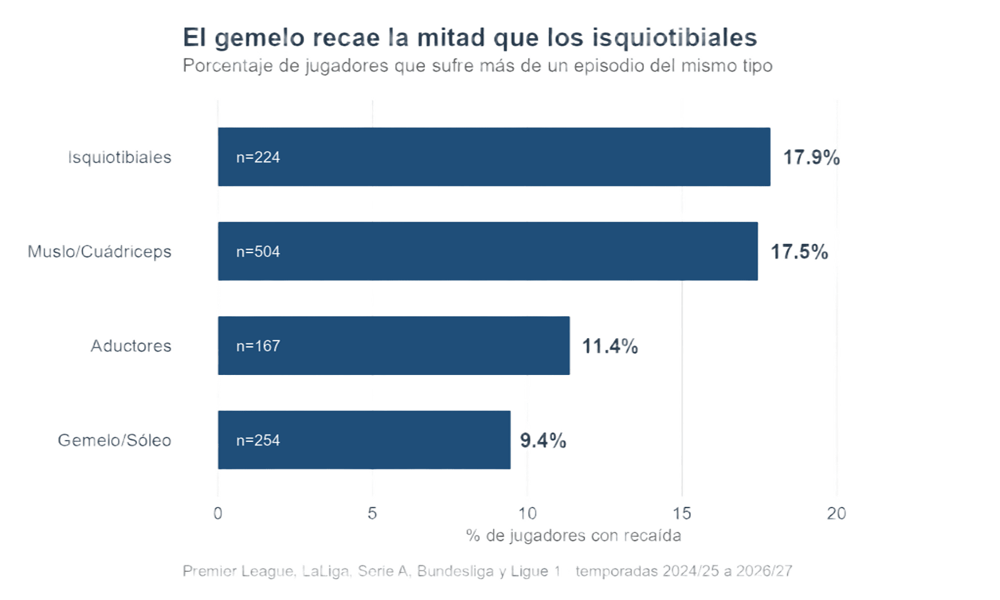 El gemelo recae la mitad que los isquiotibiales
Porcentaje de jugadores que sufre más de un episodio del mismo tipo
Isquiotibiales
n=224
17.9%
Muslo/Cuádriceps
n=504
17.5%
Aductores
n=167
11.4%
Gemelo/Sóleo
n=254
9.4%
0 5 10 15 20
% de jugadores con recaída
Premier League, LaLiga, Serie A, Bundesliga y Ligue 1 temporadas 2024/25 a 2026/27